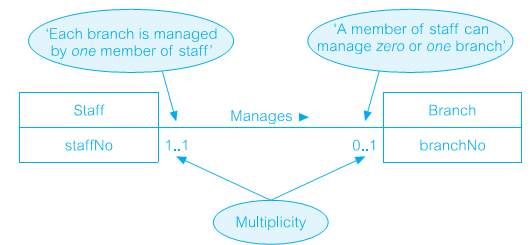 ‘Each branch is managed
by one member of staff’
‘A member of staff can
manage zero or one branch’
Staff
Manages ►
Branch
staffNo
1..1
0..1
branchNo
Multiplicity